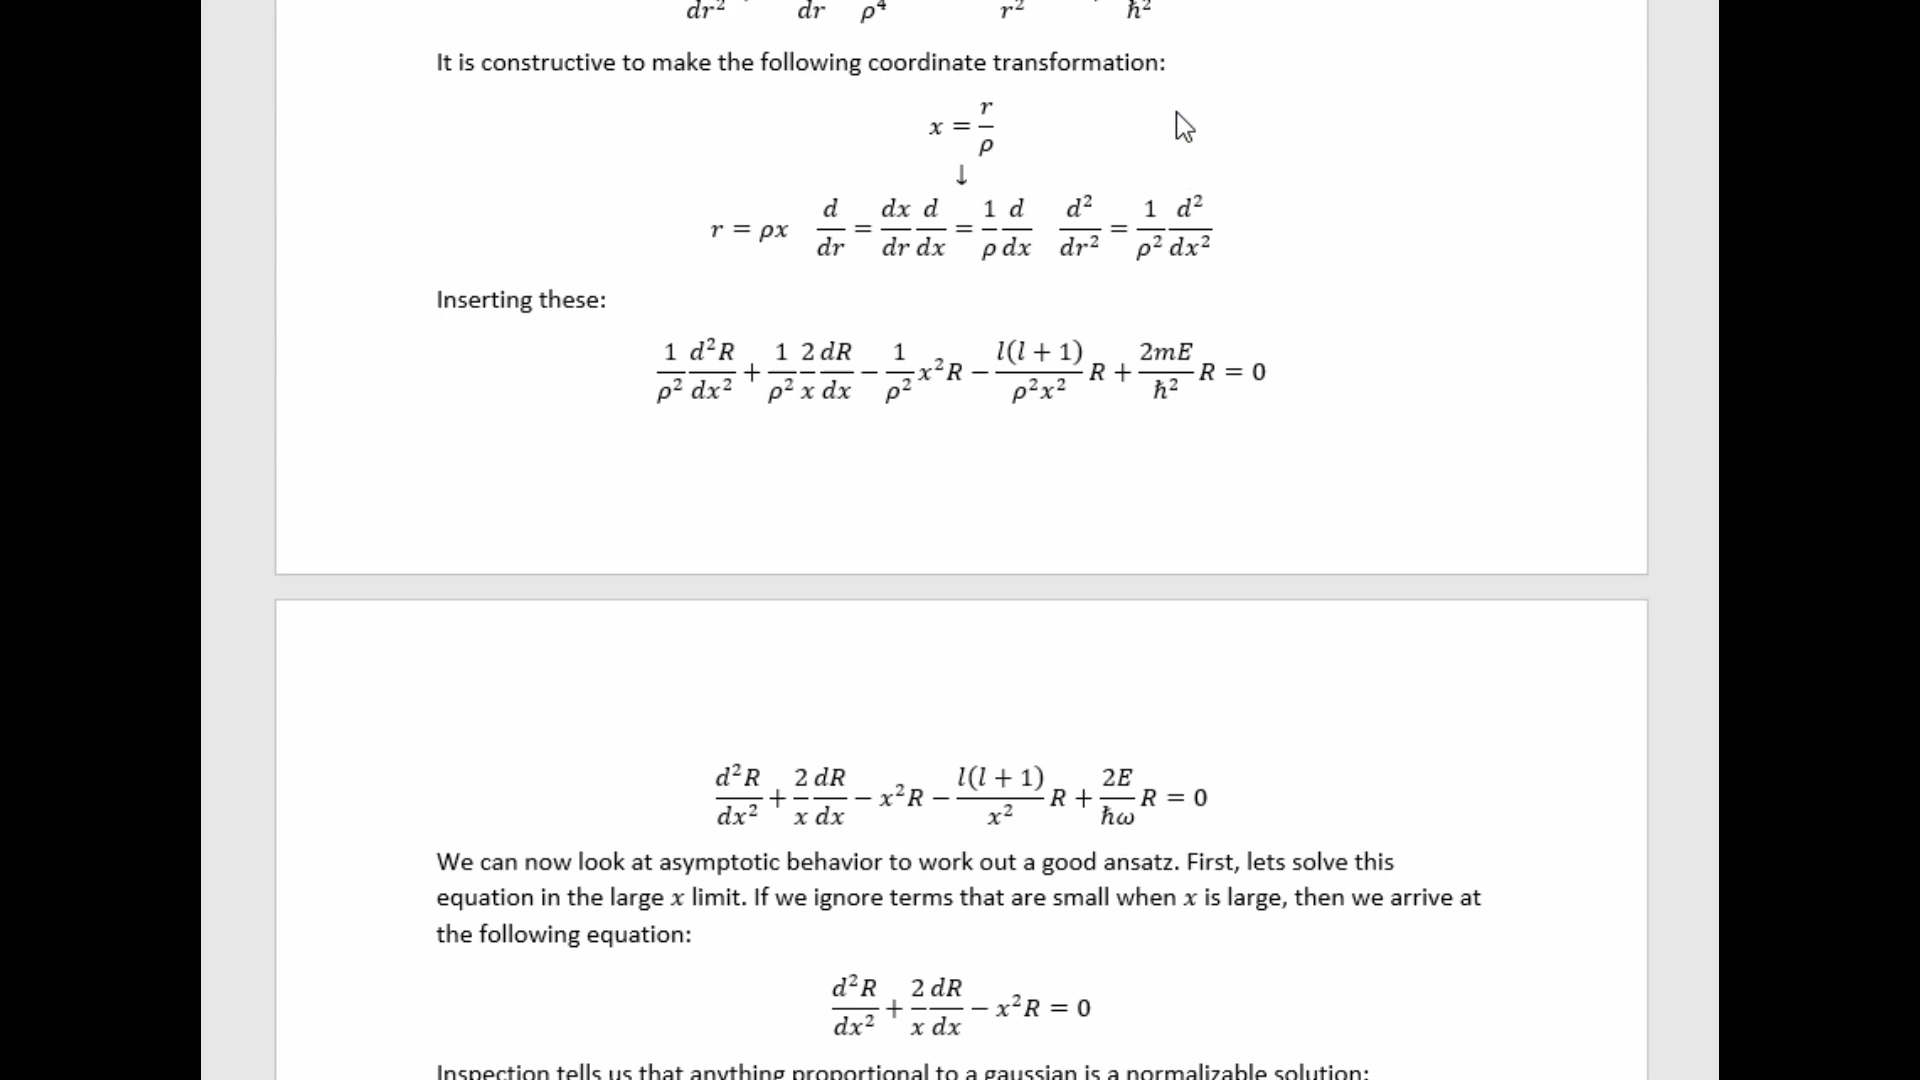 dr² dr ρ⁴ r² ħ²
It is constructive to make the following coordinate transformation:
x = r/ρ
↓
r = ρx d/dr = dx/dr d/dx = 1/ρ d/dx d²/dr² = 1/ρ² d²/dx²
Inserting these:
1/ρ² d²R/dx² + 1/ρ² 2/x dR/dx − 1/ρ² x²R − l(l + 1)/ρ²x² R + 2mE/ħ² R = 0
d²R/dx² + 2/x dR/dx − x²R − l(l + 1)/x² R + 2E/ħω R = 0
We can now look at asymptotic behavior to work out a good ansatz. First, lets solve this
equation in the large x limit. If we ignore terms that are small when x is large, then we arrive at
the following equation:
d²R/dx² + 2/x dR/dx − x²R = 0
Inspection tells us that anything proportional to a gaussian is a normalizable solution: